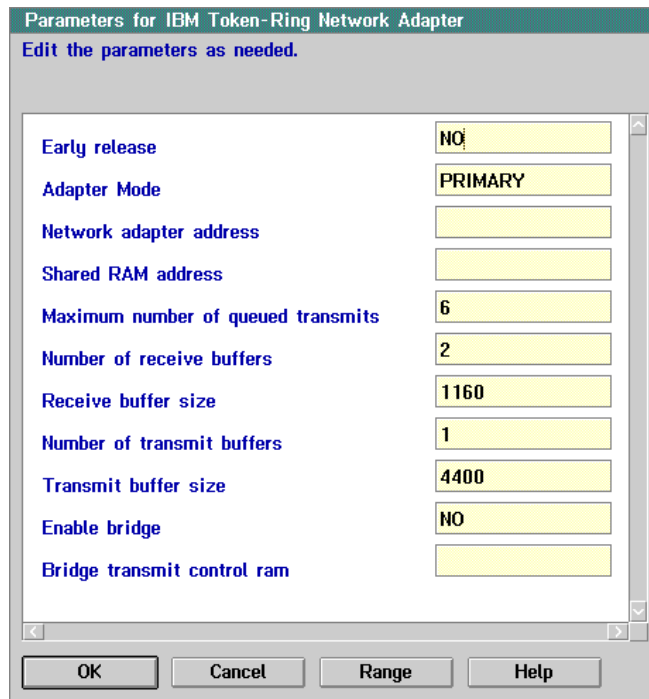 Parameters for IBM Token-Ring Network Adapter
Edit the parameters as needed.
Early release NO
Adapter Mode PRIMARY
Network adapter address
Shared RAM address
Maximum number of queued transmits 6
Number of receive buffers 2
Receive buffer size 1160
Number of transmit buffers 1
Transmit buffer size 4400
Enable bridge NO
Bridge transmit control ram
OK Cancel Range Help